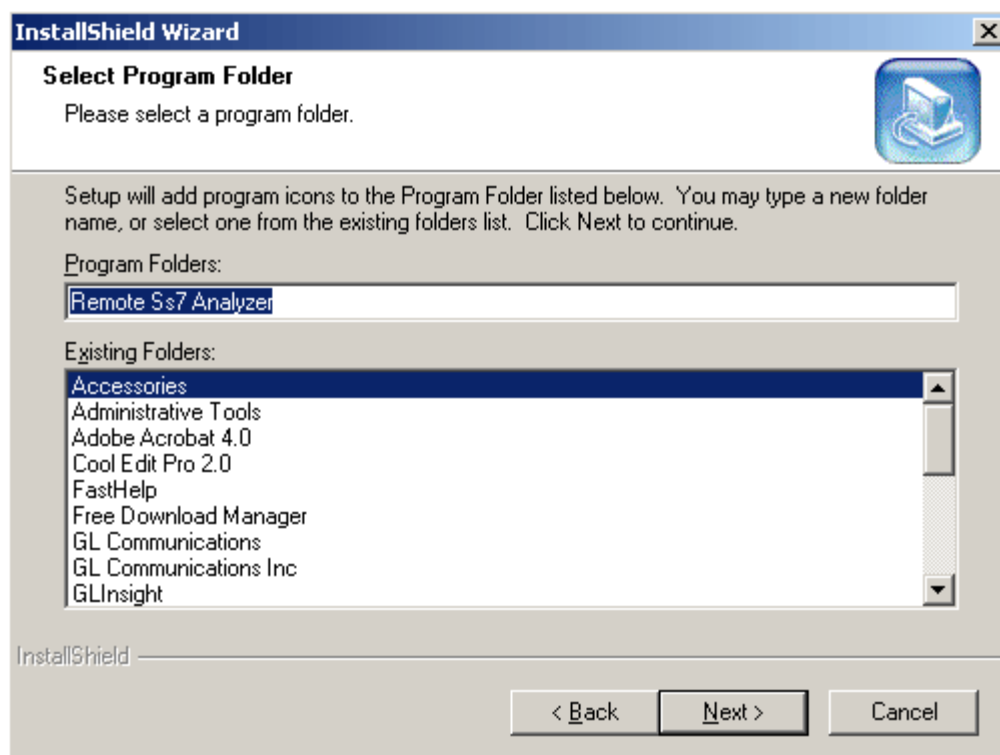 InstallShield Wizard
Select Program Folder
Please select a program folder.
Setup will add program icons to the Program Folder listed below. You may type a new folder
name, or select one from the existing folders list. Click Next to continue.
Program Folders:
Remote Ss7 Analyzer
Existing Folders:
Accessories
Administrative Tools
Adobe Acrobat 4.0
Cool Edit Pro 2.0
FastHelp
Free Download Manager
GL Communications
GL Communications Inc
GLInsight
InstallShield
< Back
Next >
Cancel